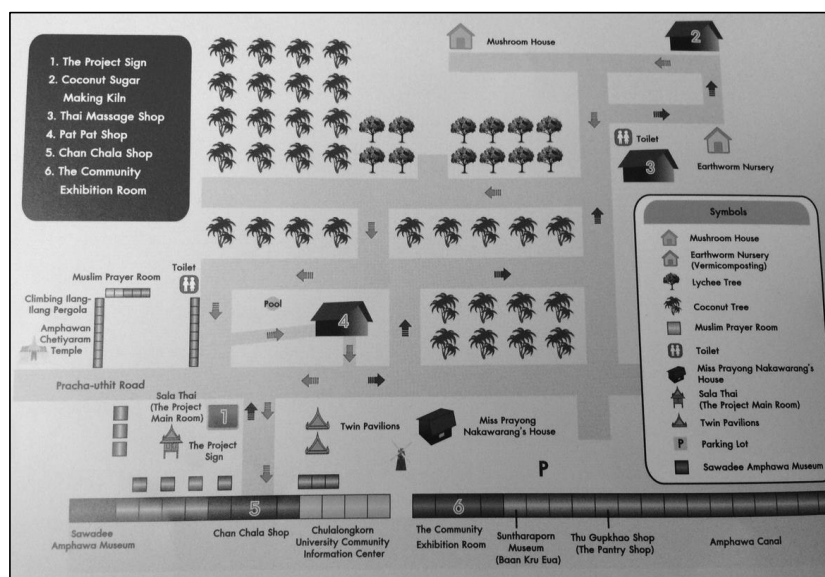 1. The Project Sign
2. Coconut Sugar
Making Kiln
3. Thai Massage Shop
4. Pat Pat Shop
5. Chan Chala Shop
6. The Community
Exhibition Room
Mushroom House
2
Toilet
3
Earthworm Nursery
Symbols
Mushroom House
Earthworm Nursery
(Vermicomposting)
Lychee Tree
Coconut Tree
Muslim Prayer Room
Toilet
Miss Prayong Nakawarang's
House
Sala Thai
(The Project Main Room)
Twin Pavilions
P
Parking Lot
Sawadee Amphawa Museum
Muslim Prayer Room
Toilet
Climbing Ilang-
Ilang Pergola
Amphawan
Chetiyaram
Temple
Pool
4
Pracha-uthit Road
Sala Thai
(The Project
Main Room)
1
The Project
Sign
Twin Pavilions
Miss Prayong
Nakawarang's House
P
5
6
Sawadee
Amphawa Museum
Chan Chala Shop
Chulalongkorn
University Community
Information Center
The Community
Exhibition Room
Suntharaporn
Museum
(Baan Kru Eua)
Thu Gupkhao Shop
(The Pantry Shop)
Amphawa Canal